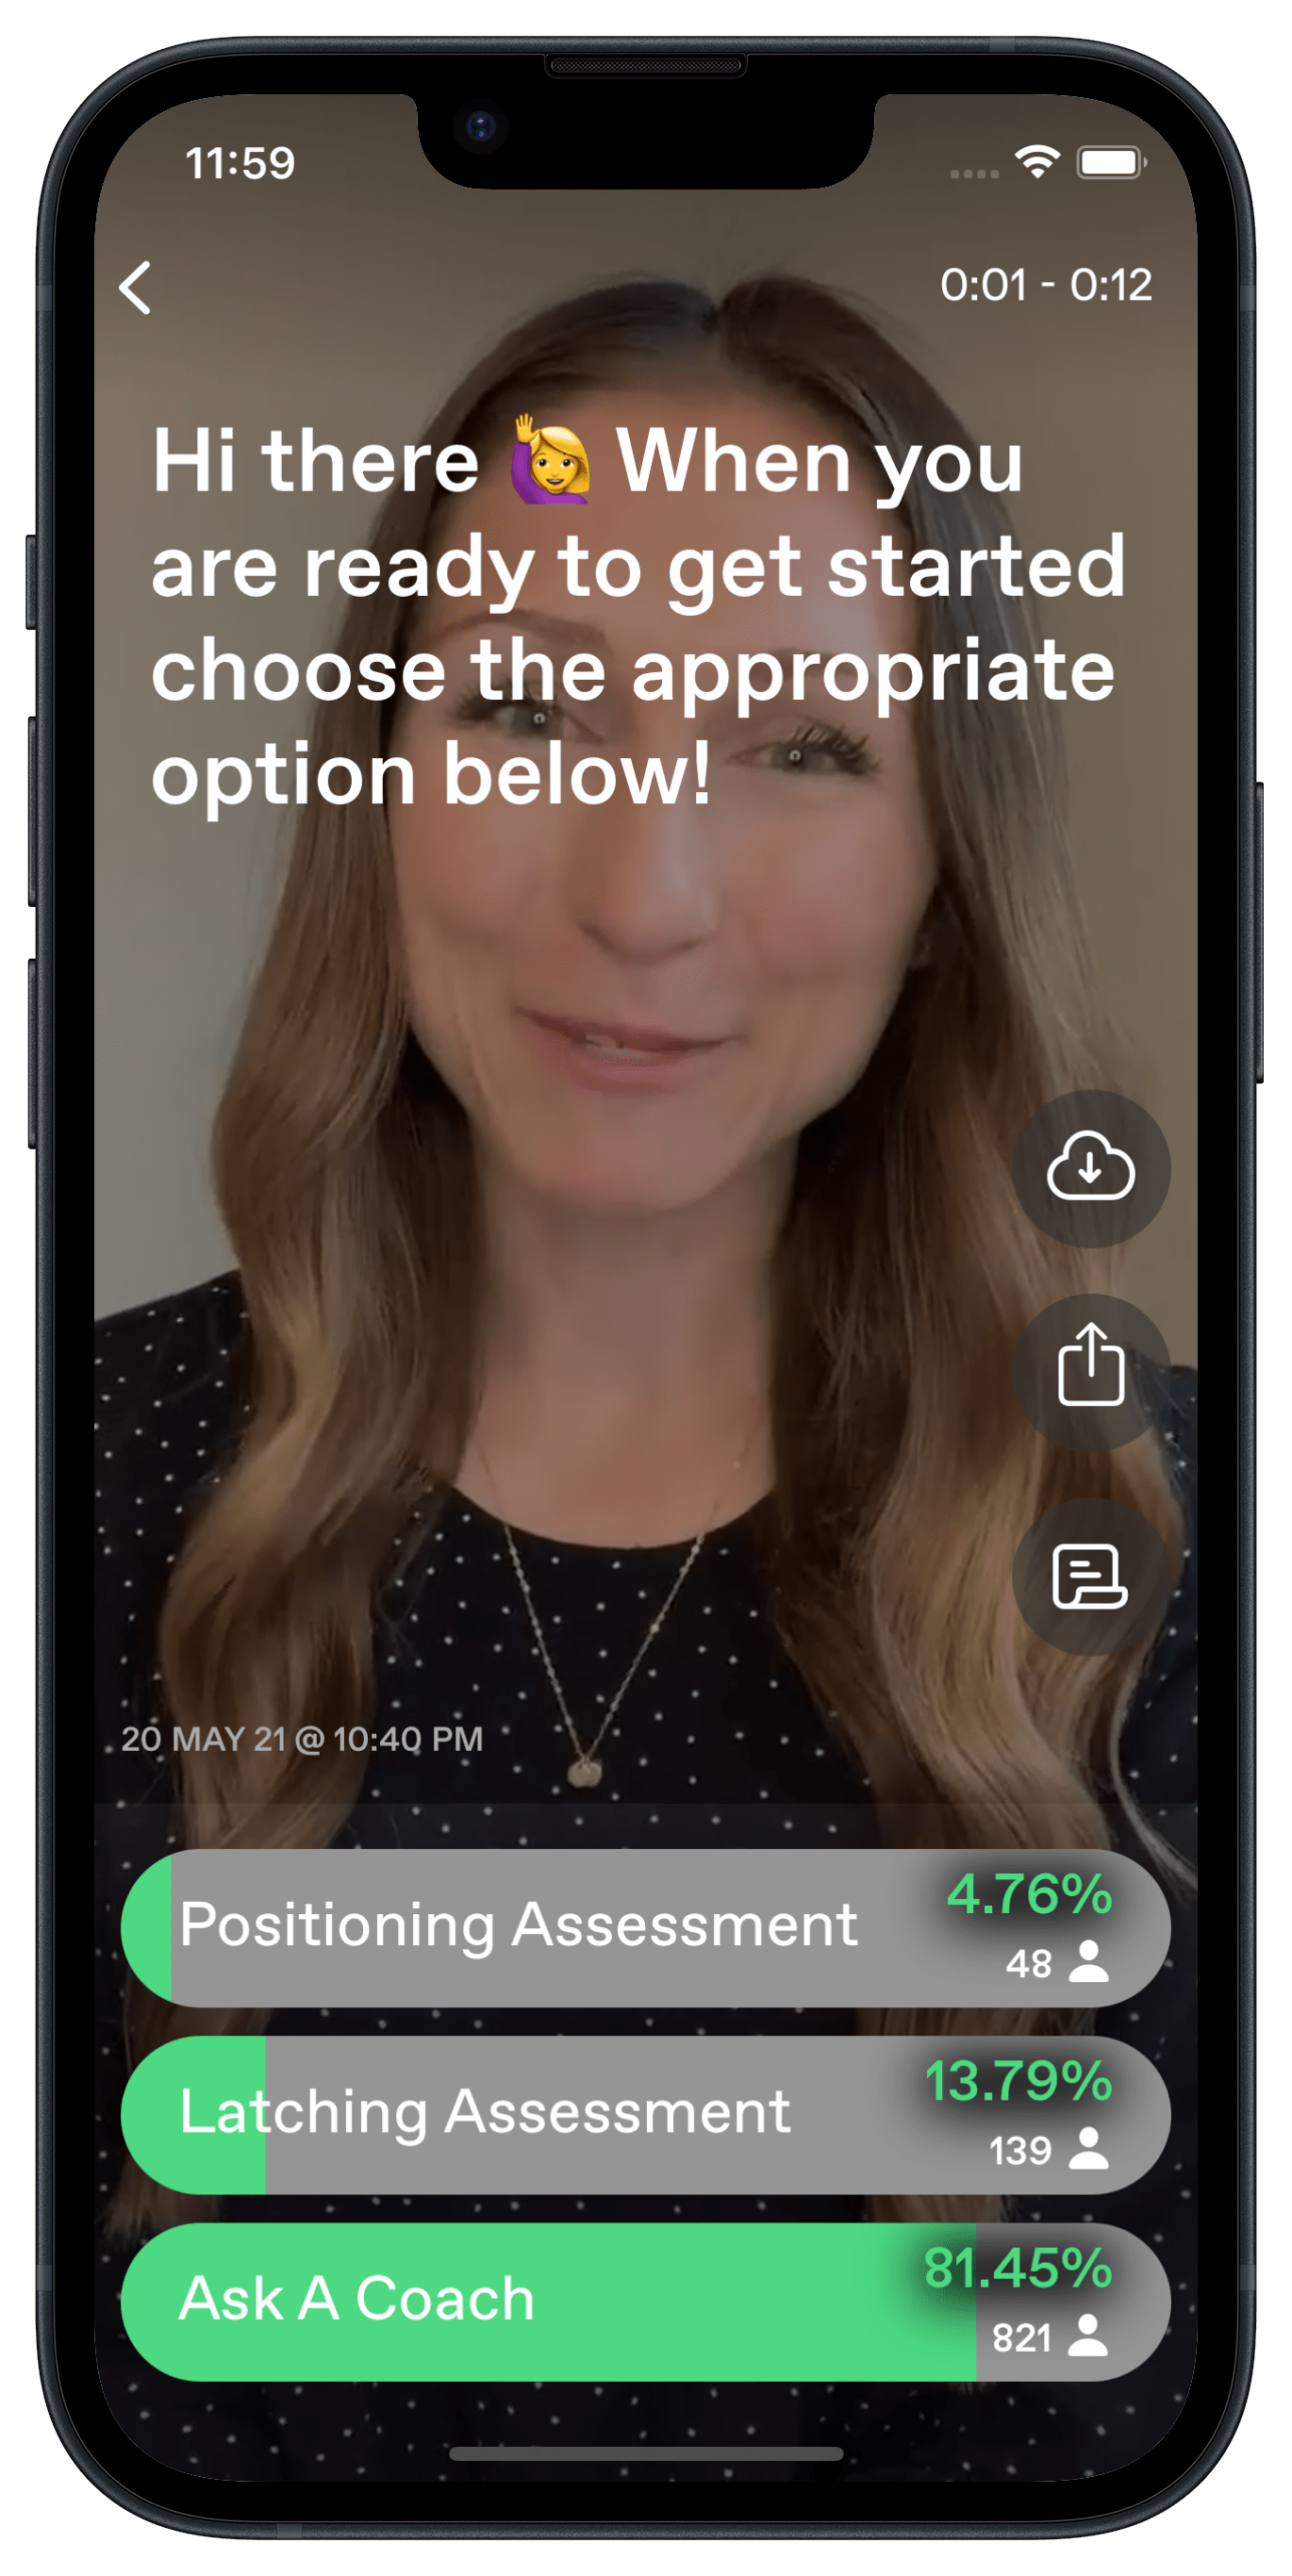 11:59
0:01 - 0:12
Hi there 🙋‍♀️ When you
are ready to get started
choose the appropriate
option below!
20 MAY 21 @ 10:40 PM
Positioning Assessment
4.76%
48
Latching Assessment
13.79%
139
Ask A Coach
81.45%
821